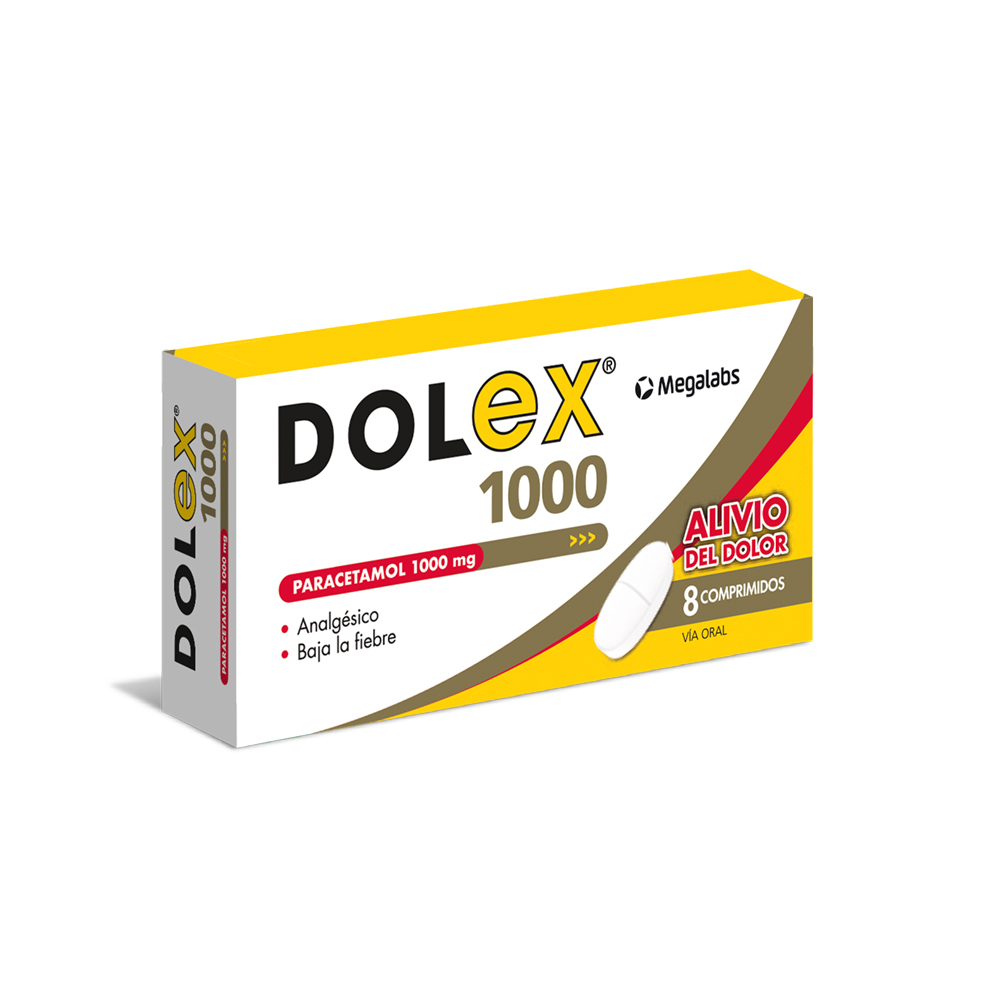 DOLEX®
1000
Megalabs
PARACETAMOL 1000 mg
>>>
• Analgésico
• Baja la fiebre
ALIVIO
DEL DOLOR
8 COMPRIMIDOS
VÍA ORAL
DOLEX®
1000
PARACETAMOL 1000 mg
>>>